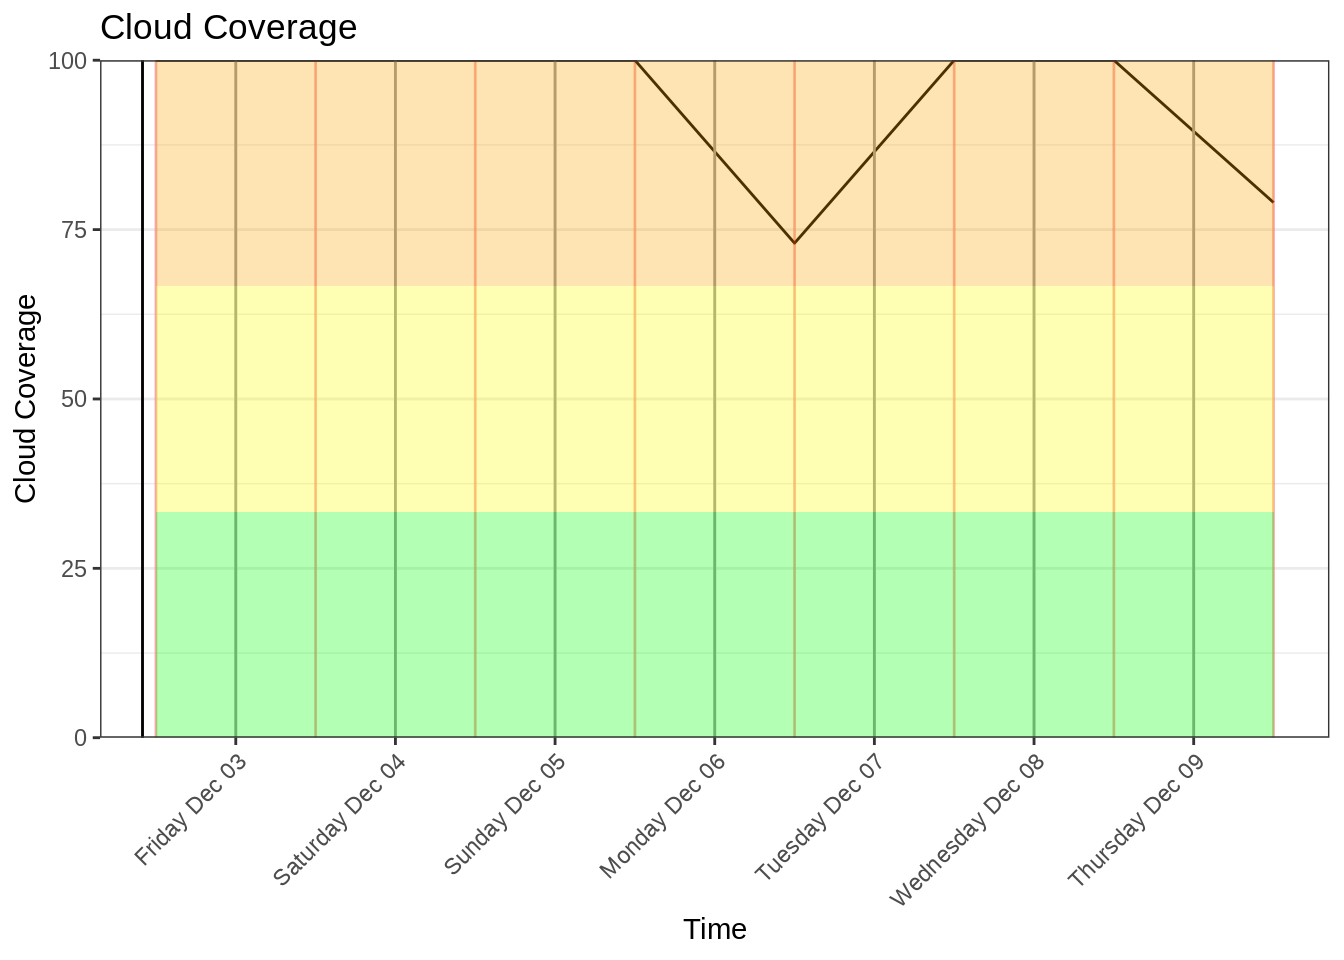 Cloud Coverage
100
75
50
25
0
Cloud Coverage
Friday Dec 03
Saturday Dec 04
Sunday Dec 05
Monday Dec 06
Tuesday Dec 07
Wednesday Dec 08
Thursday Dec 09
Time